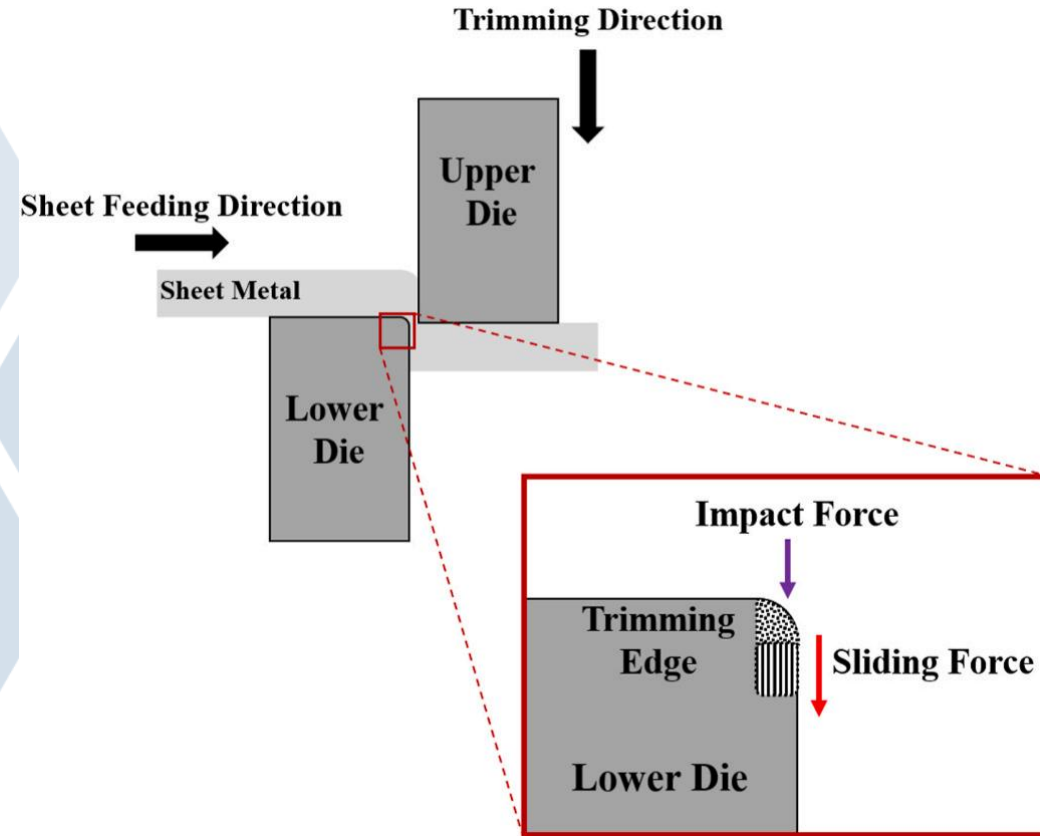 Trimming Direction
Upper
Die
Sheet Feeding Direction
Sheet Metal
Lower
Die
Impact Force
Trimming
Edge
Sliding Force
Lower Die